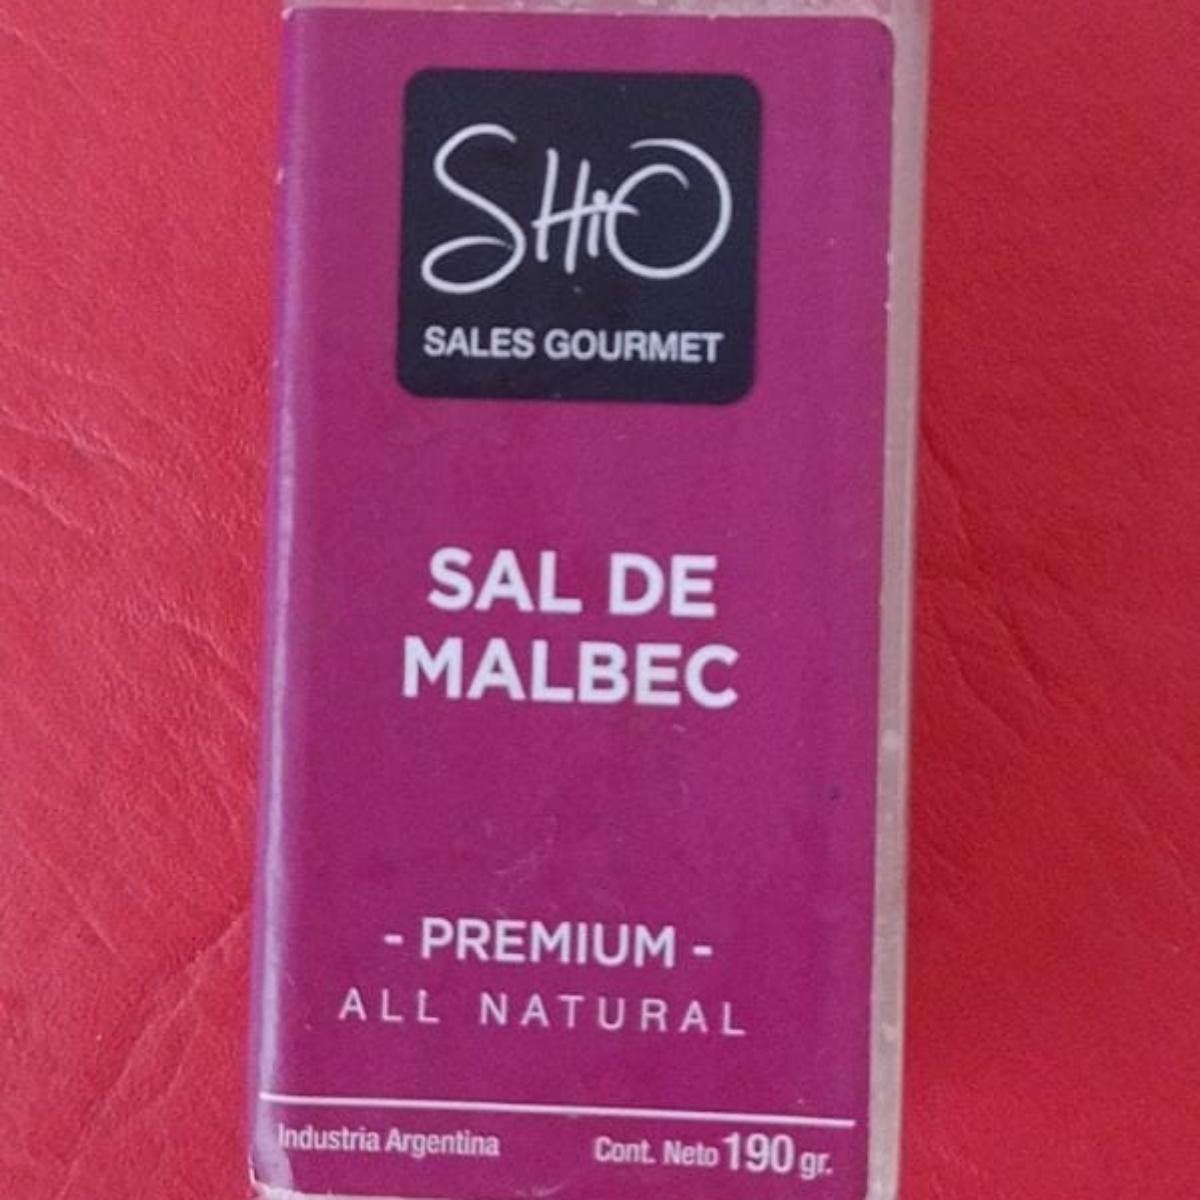 SHiO
SALES GOURMET
SAL DE
MALBEC
- PREMIUM -
ALL NATURAL
Industria Argentina
Cont. Neto 190 gr.